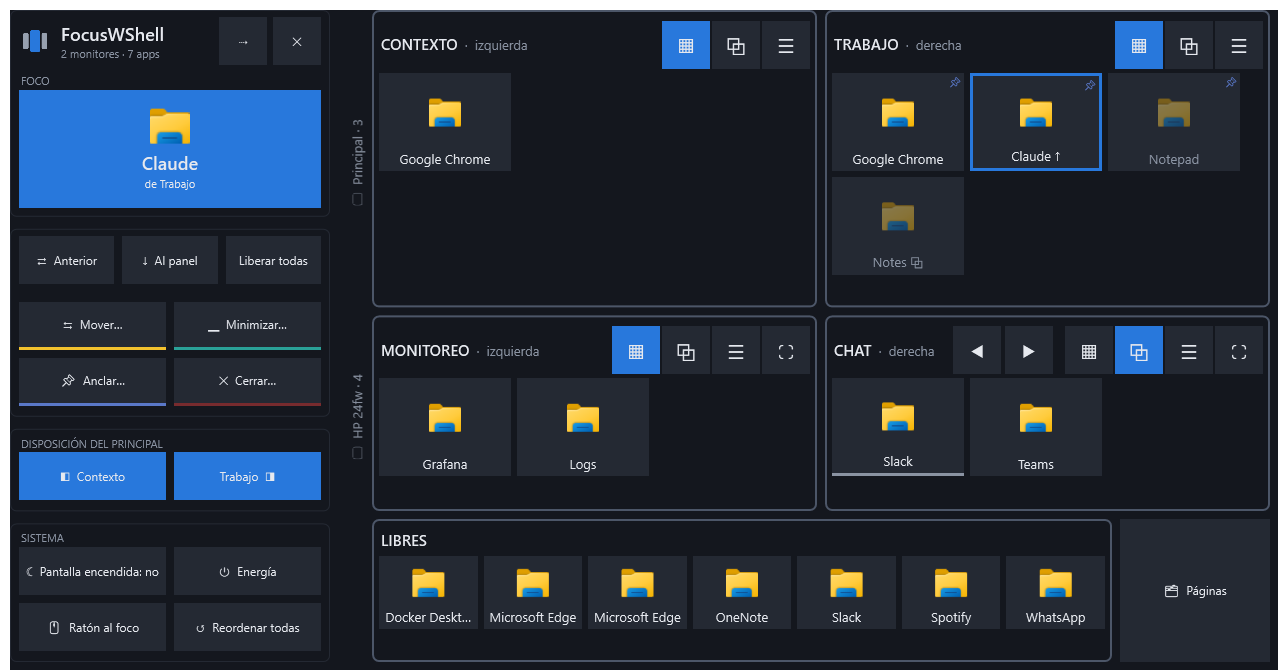 FocusWShell
2 monitores · 7 apps
→
×
FOCO
Claude
de Trabajo
⇄ Anterior
↓ Al panel
Liberar todas
Mover...
Minimizar...
Anclar...
Cerrar...
DISPOSICIÓN DEL PRINCIPAL
Contexto
Trabajo
SISTEMA
Pantalla encendida: no
Energía
Ratón al foco
Reordenar todas
Principal · 3
HP 24fw · 4
CONTEXTO · izquierda
Google Chrome
TRABAJO · derecha
Google Chrome
Claude ↑
Notepad
Notes
MONITOREO · izquierda
Grafana
Logs
CHAT · derecha
Slack
Teams
LIBRES
Docker Deskt...
Microsoft Edge
Microsoft Edge
OneNote
Slack
Spotify
WhatsApp
Páginas